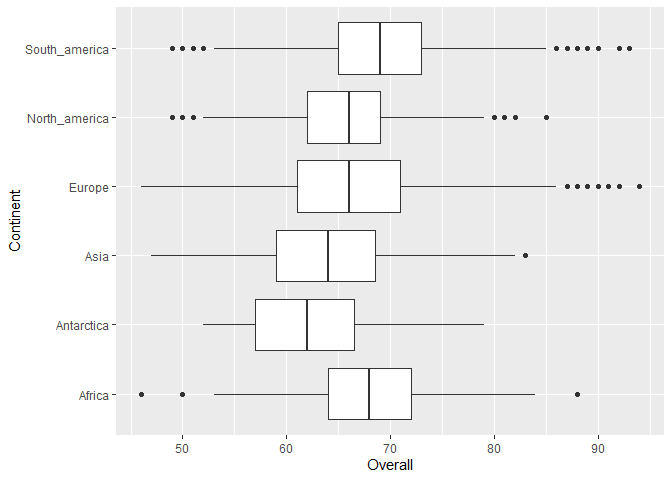 South_america
North_america
Europe
Asia
Antarctica
Africa
Continent
50 60 70 80 90
Overall